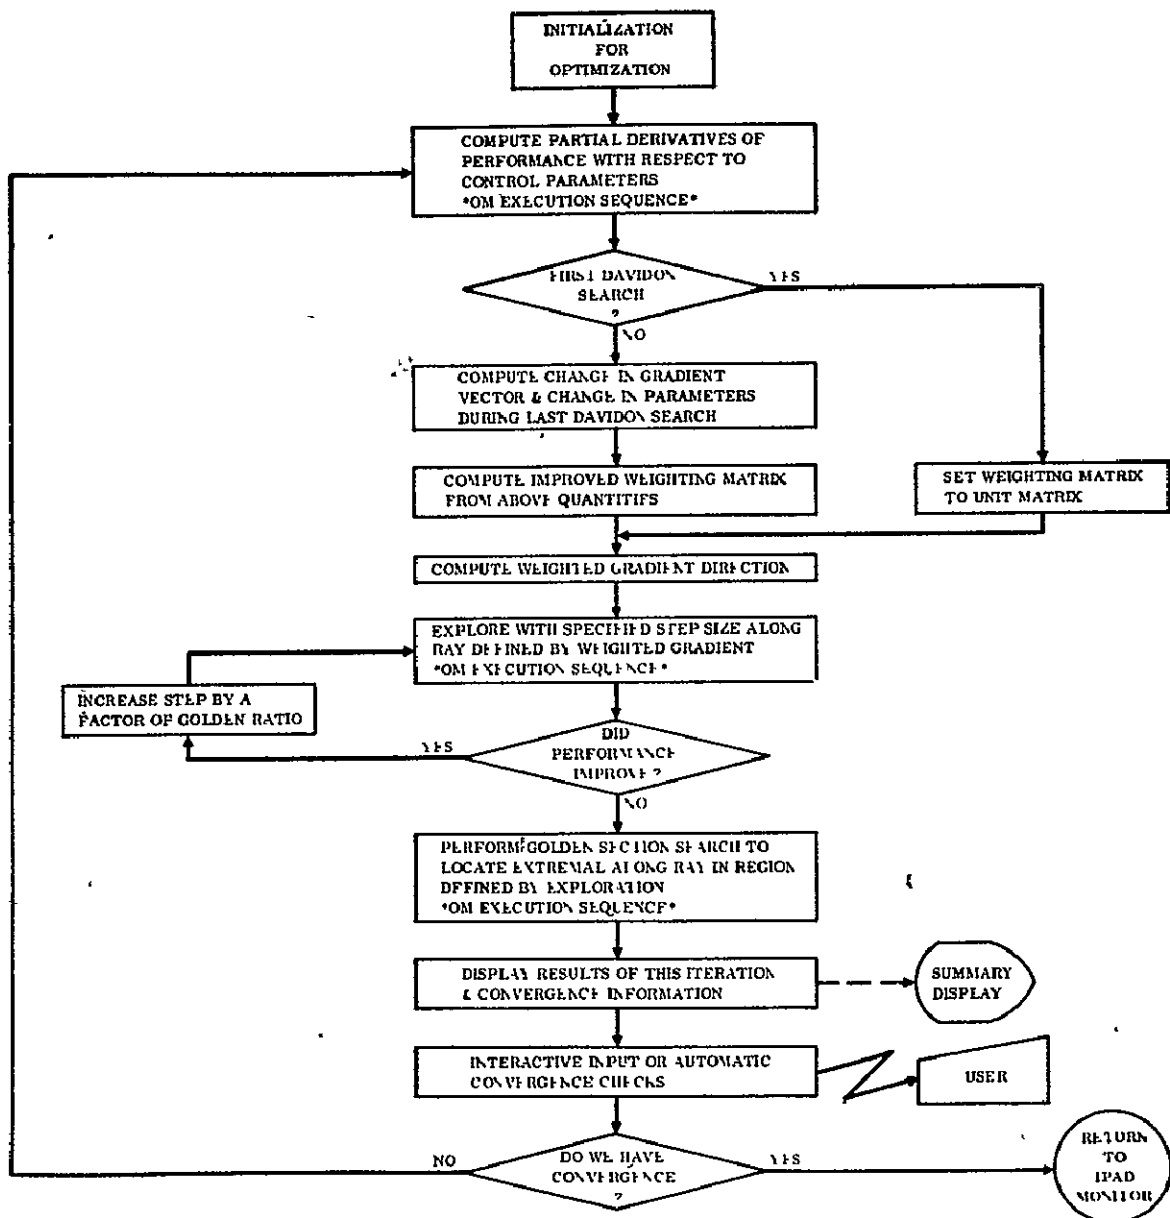 INITIALIZATION
FOR
OPTIMIZATION
COMPUTE PARTIAL DERIVATIVES OF
PERFORMANCE WITH RESPECT TO
CONTROL PARAMETERS
*OM EXECUTION SEQUENCE*
FIRST DAVIDON
SEARCH
?
YES
NO
COMPUTE CHANGE IN GRADIENT
VECTOR & CHANGE IN PARAMETERS
DURING LAST DAVIDON SEARCH
COMPUTE IMPROVED WEIGHTING MATRIX
FROM ABOVE QUANTITIES
SET WEIGHTING MATRIX
TO UNIT MATRIX
COMPUTE WEIGHTED GRADIENT DIRECTION
EXPLORE WITH SPECIFIED STEP SIZE ALONG
RAY DEFINED BY WEIGHTED GRADIENT
*OM EXECUTION SEQUENCE*
INCREASE STEP BY A
FACTOR OF GOLDEN RATIO
YES
DID
PERFORMANCE
IMPROVE ?
NO
PERFORM GOLDEN SECTION SEARCH TO
LOCATE EXTREMAL ALONG RAY IN REGION
DEFINED BY EXPLORATION
*OM EXECUTION SEQUENCE*
DISPLAY RESULTS OF THIS ITERATION
& CONVERGENCE INFORMATION
SUMMARY
DISPLAY
INTERACTIVE INPUT OR AUTOMATIC
CONVERGENCE CHECKS
USER
NO
DO WE HAVE
CONVERGENCE
?
YES
RETURN
TO
IPAD
MONITOR